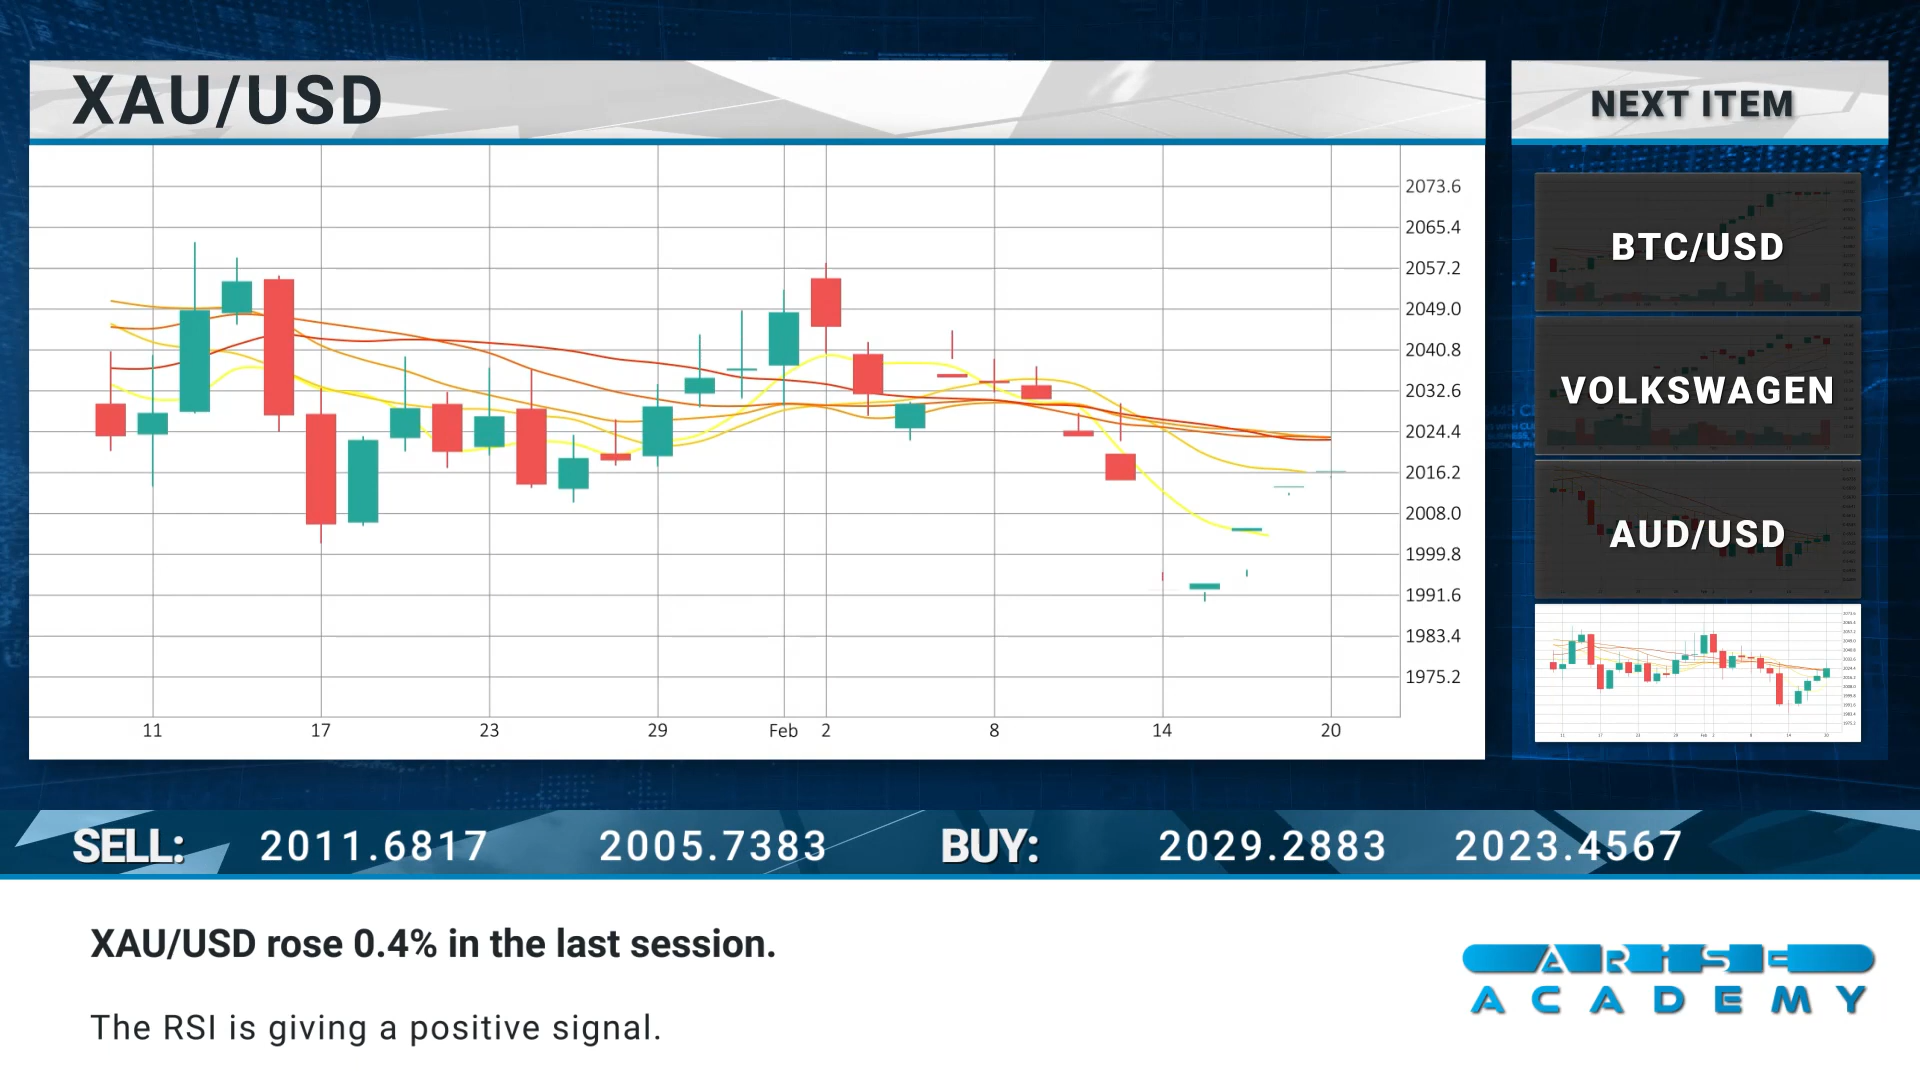 XAU/USD
NEXT ITEM
2073.6
2065.4
2057.2
2049.0
2040.8
2032.6
2024.4
2016.2
2008.0
1999.8
1991.6
1983.4
1975.2
11 17 23 29 Feb 2 8 14 20
BTC/USD
VOLKSWAGEN
AUD/USD
SELL: 2011.6817 2005.7383 BUY: 2029.2883 2023.4567
XAU/USD rose 0.4% in the last session.
The RSI is giving a positive signal.
ARISE
ACADEMY